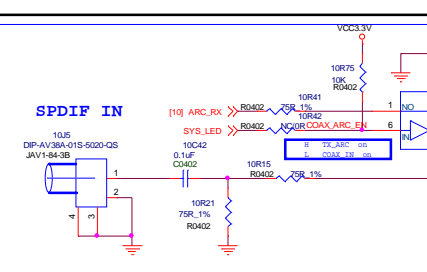 VCC3.3V
10R75
10K
R0402
10R41
[10] ARC_RX R0402 75R_1% 1 NO
10R42
SYS_LED R0402 NC/0R COAX_ARC_EN 6 IN
H TX_ARC on
L COAX_IN on
SPDIF IN
10J5
DIP-AV38A-01S-5020-QS
JAV1-84-3B
10C42
0.1uF
C0402
10R15
R0402 75R_1%
1
2
3
4
10R21
75R_1%
R0402